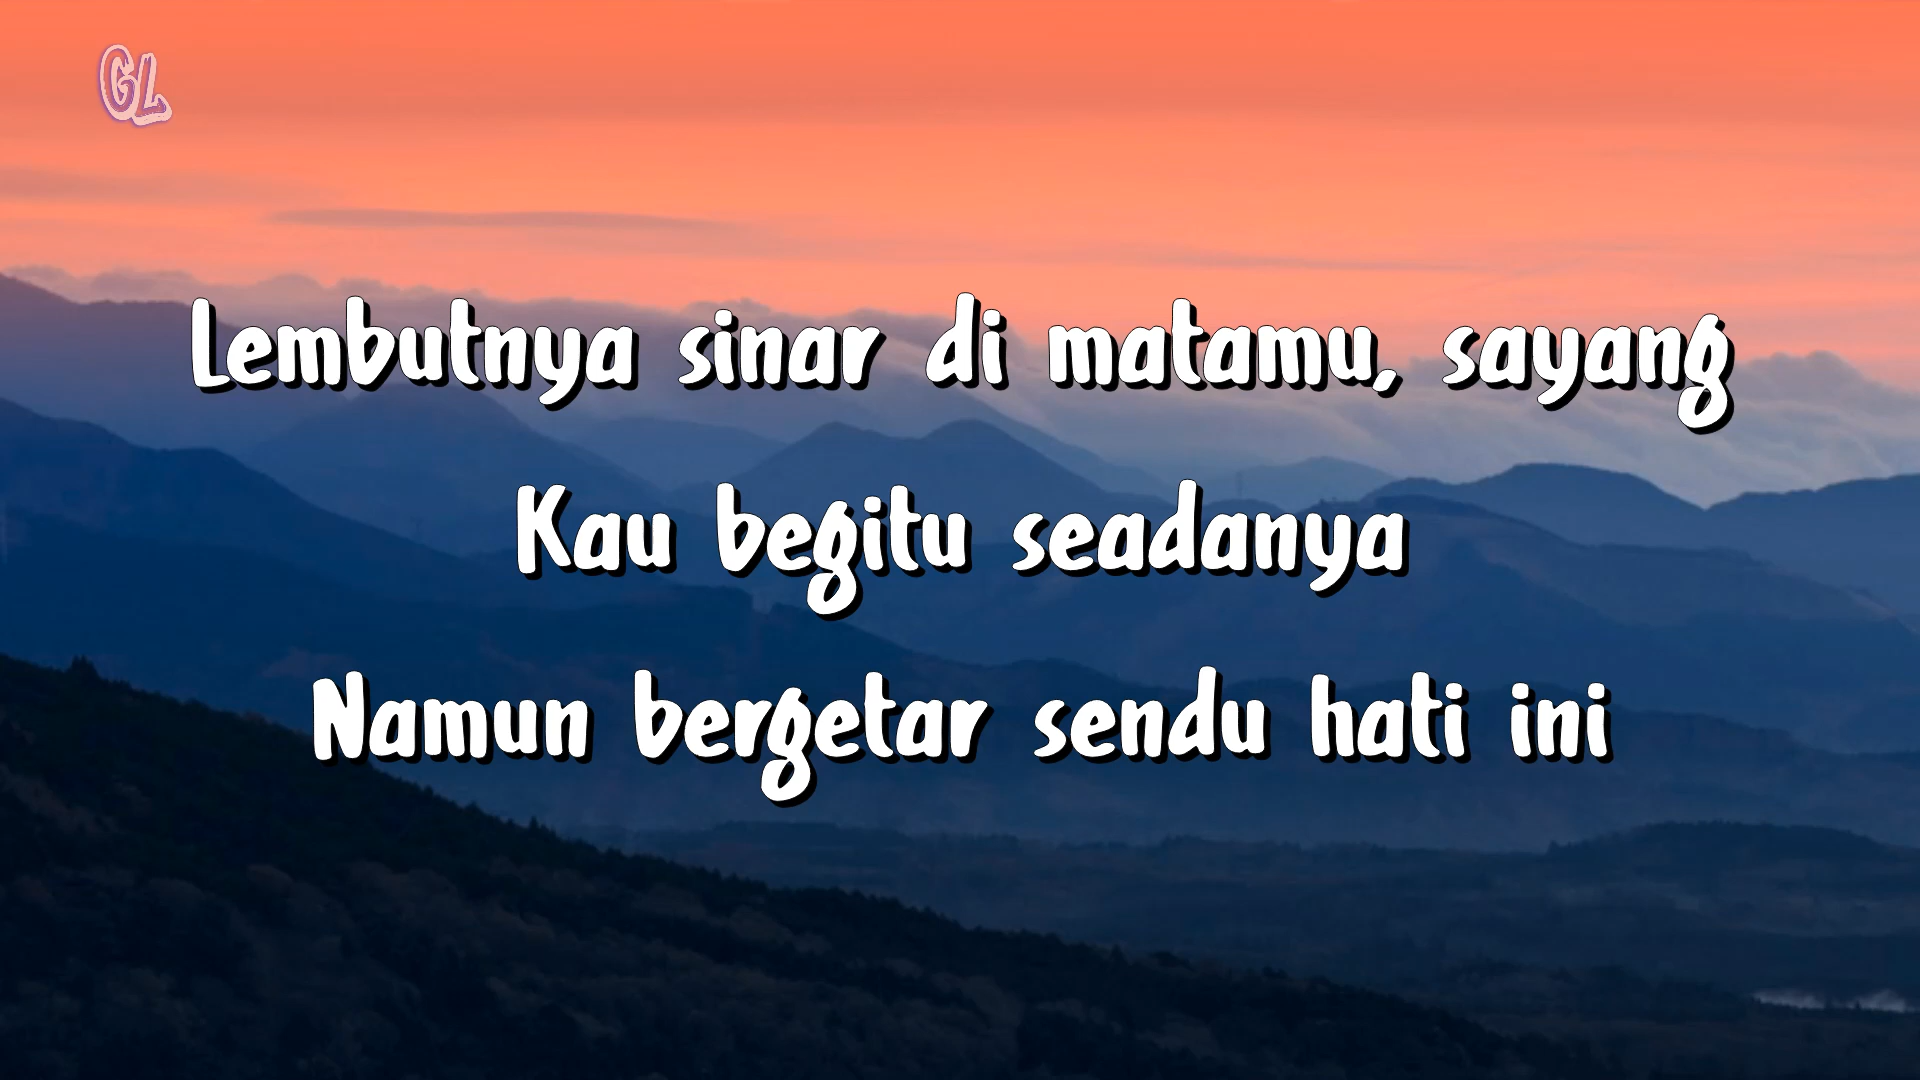 GL
Lembutnya sinar di matamu, sayang
Kau begitu seadanya
Namun bergetar sendu hati ini